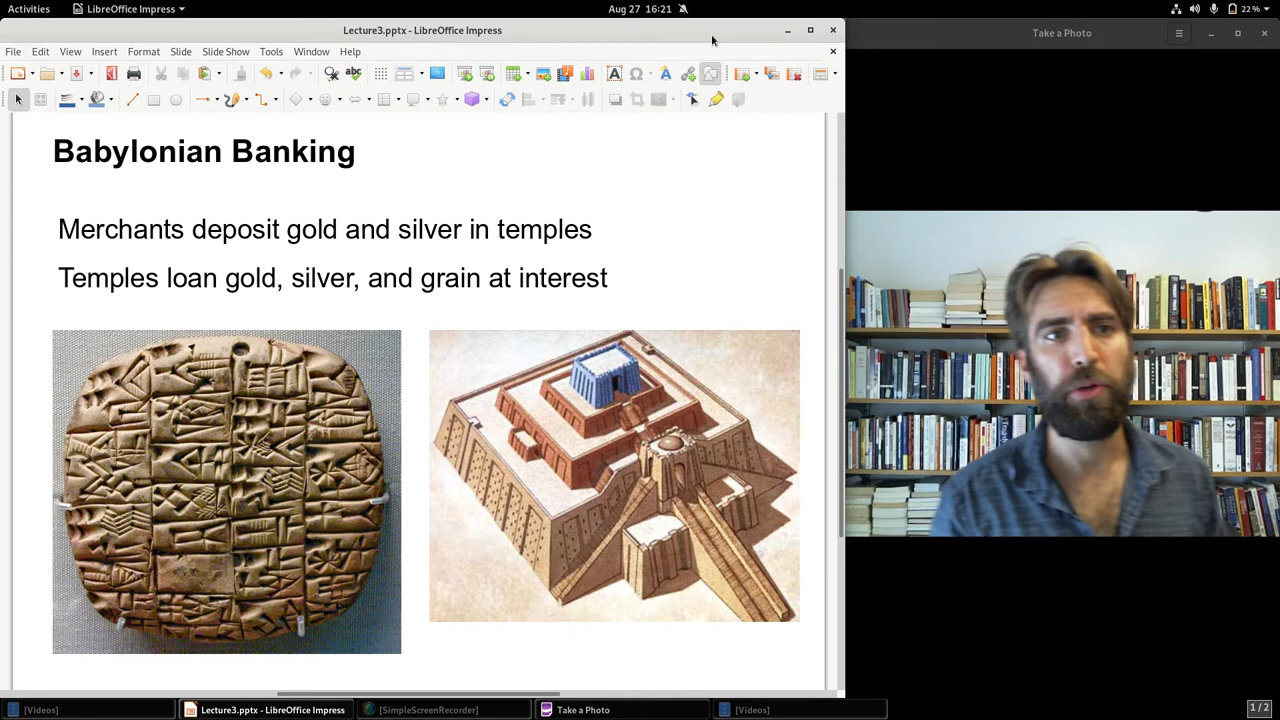 Activities LibreOffice Impress Aug 27 16:21 22 %
Lecture3.pptx - LibreOffice Impress
Take a Photo
File Edit View Insert Format Slide Slide Show Tools Window Help
Babylonian Banking
Merchants deposit gold and silver in temples
Temples loan gold, silver, and grain at interest
[Videos] Lecture3.pptx - LibreOffice Impress [SimpleScreenRecorder] Take a Photo [Videos] 1 / 2